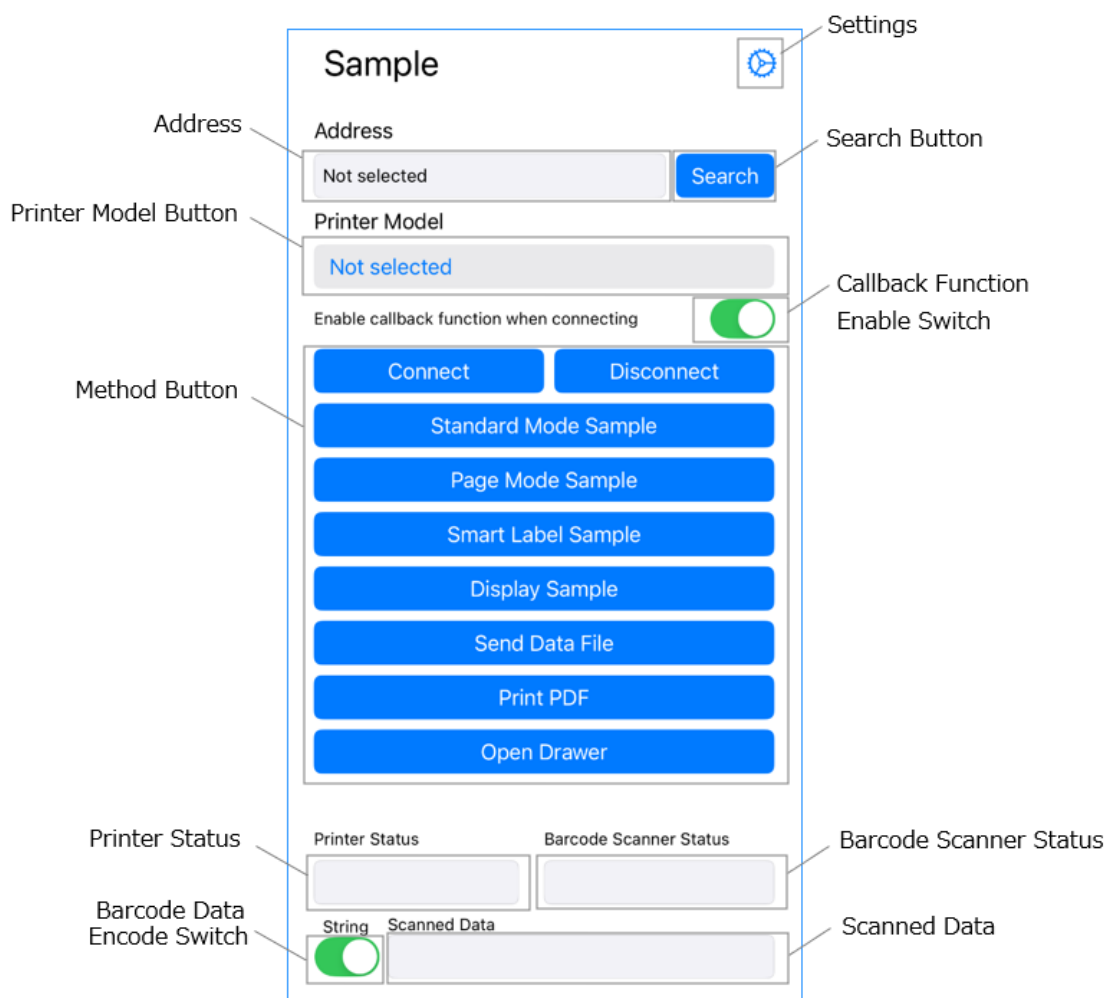 Settings
Sample
Address
Address
Search Button
Not selected
Search
Printer Model Button
Printer Model
Not selected
Callback Function
Enable Switch
Enable callback function when connecting
Method Button
Connect
Disconnect
Standard Mode Sample
Page Mode Sample
Smart Label Sample
Display Sample
Send Data File
Print PDF
Open Drawer
Printer Status
Printer Status
Barcode Scanner Status
Barcode Scanner Status
Barcode Data
Encode Switch
String
Scanned Data
Scanned Data